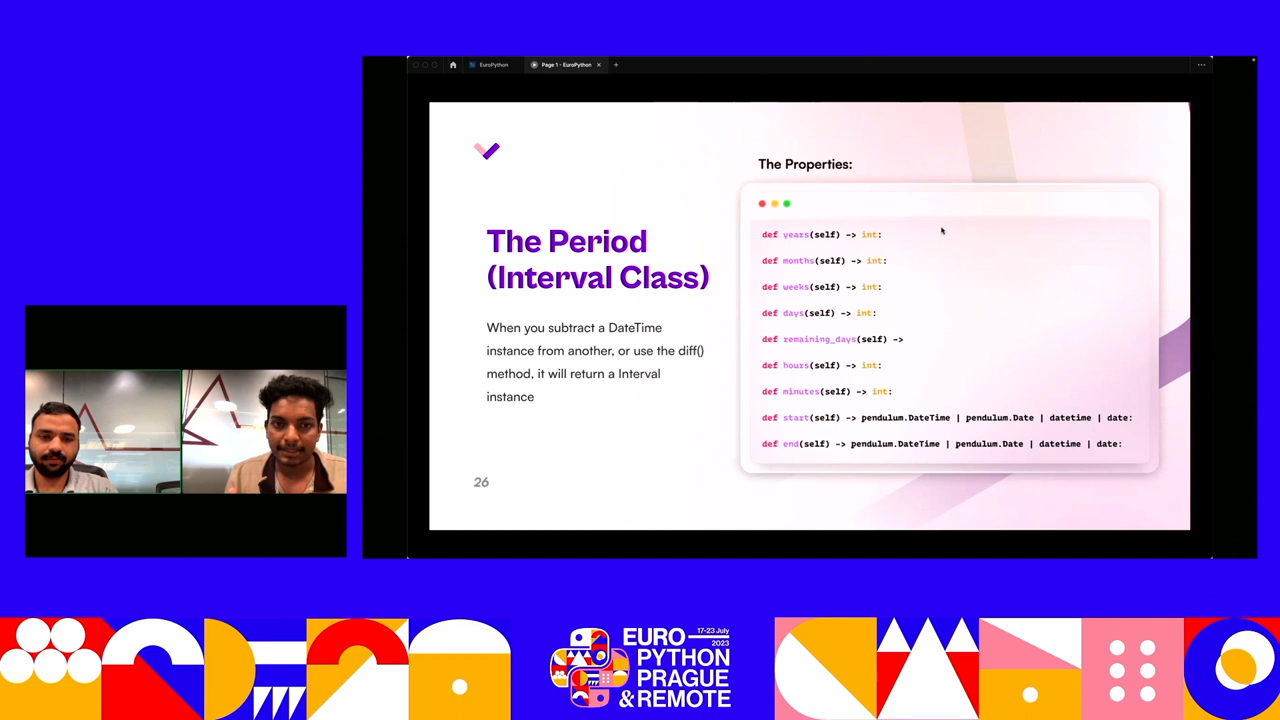 EuroPython
Page 1 - EuroPython
The Period
(Interval Class)
When you subtract a DateTime
instance from another, or use the diff()
method, it will return a Interval
instance
26
The Properties:
def years(self) -> int:
def months(self) -> int:
def weeks(self) -> int:
def days(self) -> int:
def remaining_days(self) ->
def hours(self) -> int:
def minutes(self) -> int:
def start(self) -> pendulum.DateTime | pendulum.Date | datetime | date:
def end(self) -> pendulum.DateTime | pendulum.Date | datetime | date:
17-23 July
2023
EURO
PYTHON
PRAGUE
& REMOTE